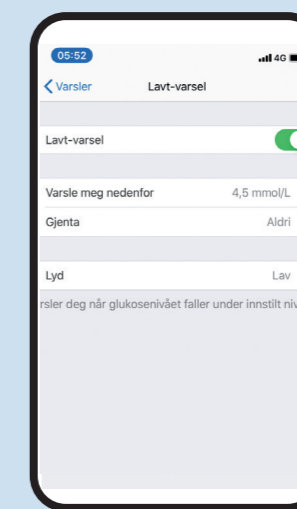 05:52
4G
Varsler
Lavt-varsel
Lavt-varsel
Varsle meg nedenfor 4,5 mmol/L
Gjenta Aldri
Lyd Lav
rsler deg når glukosenivået faller under innstilt niv